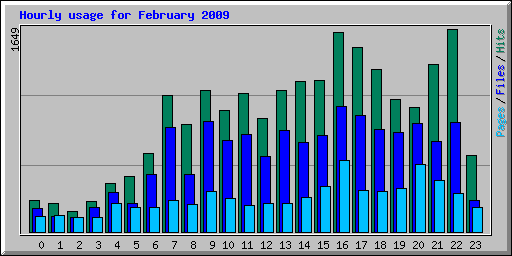 Hourly usage for February 2009
1649
Pages/Files/Hits
0 1 2 3 4 5 6 7 8 9 10 11 12 13 14 15 16 17 18 19 20 21 22 23